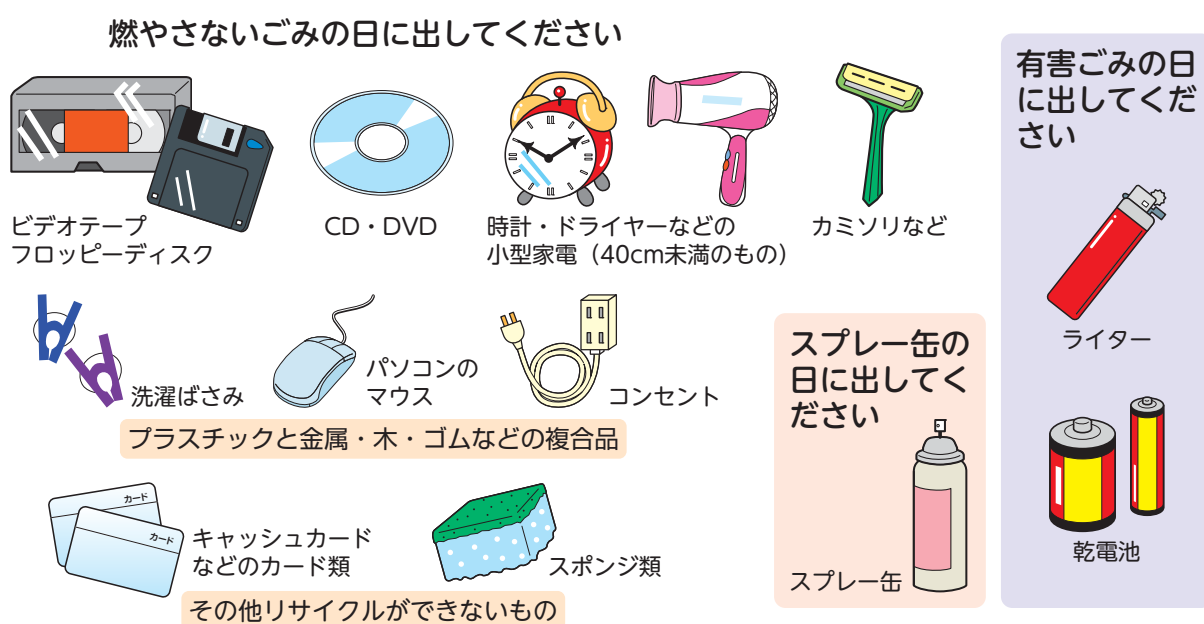 燃やさないごみの日に出してください
ビデオテープ
フロッピーディスク
CD・DVD
時計・ドライヤーなどの
小型家電（40cm未満のもの）
カミソリなど
洗濯ばさみ
パソコンの
マウス
コンセント
プラスチックと金属・木・ゴムなどの複合品
カード
カード
キャッシュカード
などのカード類
スポンジ類
その他リサイクルができないもの
スプレー缶の
日に出してく
ださい
スプレー缶
有害ごみの日
に出してくだ
さい
ライター
乾電池